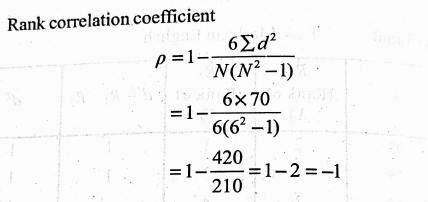 Rank correlation coefficient
ρ = 1 − 6Σd² / N(N² − 1)
= 1 − 6×70 / 6(6² − 1)
= 1 − 420 / 210 = 1 − 2 = −1